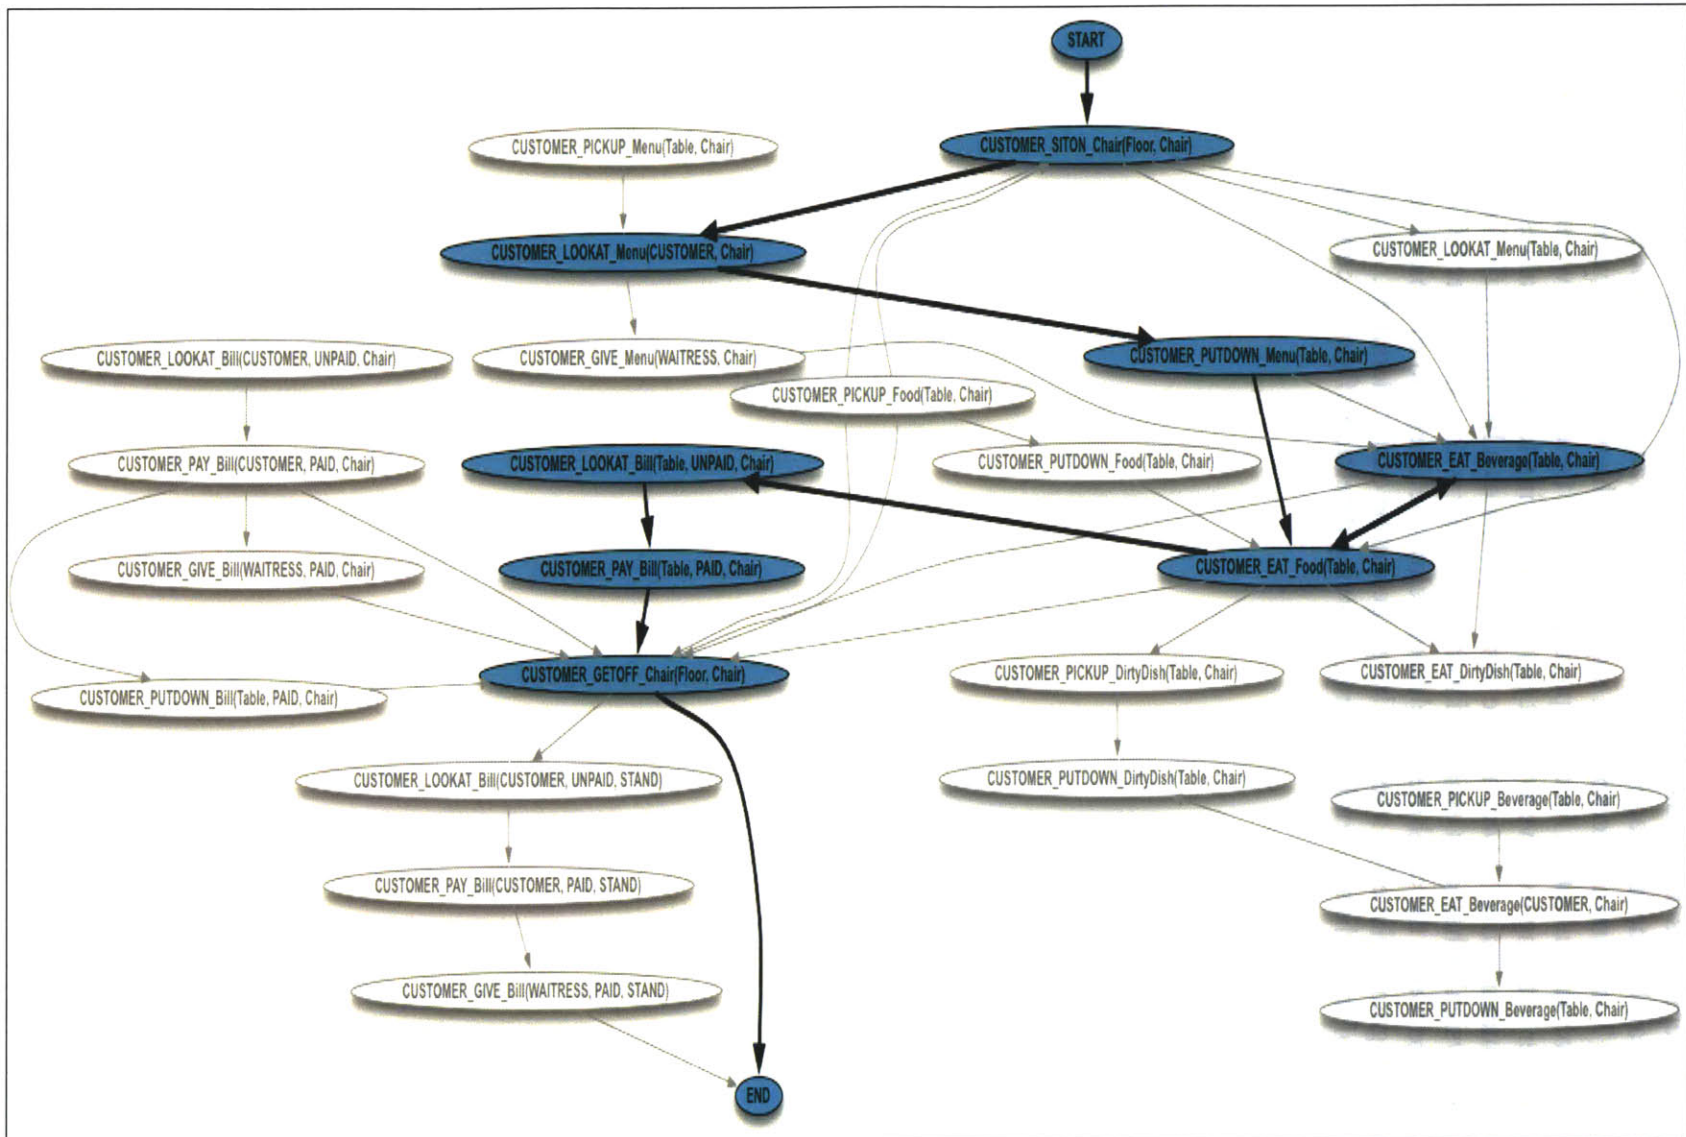 START
CUSTOMER_SITON_Chair(Floor, Chair)
CUSTOMER_PICKUP_Menu(Table, Chair)
CUSTOMER_LOOKAT_Menu(CUSTOMER, Chair)
CUSTOMER_LOOKAT_Menu(Table, Chair)
CUSTOMER_LOOKAT_Bill(CUSTOMER, UNPAID, Chair)
CUSTOMER_GIVE_Menu(WAITRESS, Chair)
CUSTOMER_PUTDOWN_Menu(Table, Chair)
CUSTOMER_PICKUP_Food(Table, Chair)
CUSTOMER_PAY_Bill(CUSTOMER, PAID, Chair)
CUSTOMER_LOOKAT_Bill(Table, UNPAID, Chair)
CUSTOMER_PUTDOWN_Food(Table, Chair)
CUSTOMER_EAT_Beverage(Table, Chair)
CUSTOMER_GIVE_Bill(WAITRESS, PAID, Chair)
CUSTOMER_PAY_Bill(Table, PAID, Chair)
CUSTOMER_EAT_Food(Table, Chair)
CUSTOMER_PUTDOWN_Bill(Table, PAID, Chair)
CUSTOMER_GETOFF_Chair(Floor, Chair)
CUSTOMER_PICKUP_DirtyDish(Table, Chair)
CUSTOMER_EAT_DirtyDish(Table, Chair)
CUSTOMER_LOOKAT_Bill(CUSTOMER, UNPAID, STAND)
CUSTOMER_PUTDOWN_DirtyDish(Table, Chair)
CUSTOMER_PICKUP_Beverage(Table, Chair)
CUSTOMER_PAY_Bill(CUSTOMER, PAID, STAND)
CUSTOMER_EAT_Beverage(CUSTOMER, Chair)
CUSTOMER_GIVE_Bill(WAITRESS, PAID, STAND)
CUSTOMER_PUTDOWN_Beverage(Table, Chair)
END